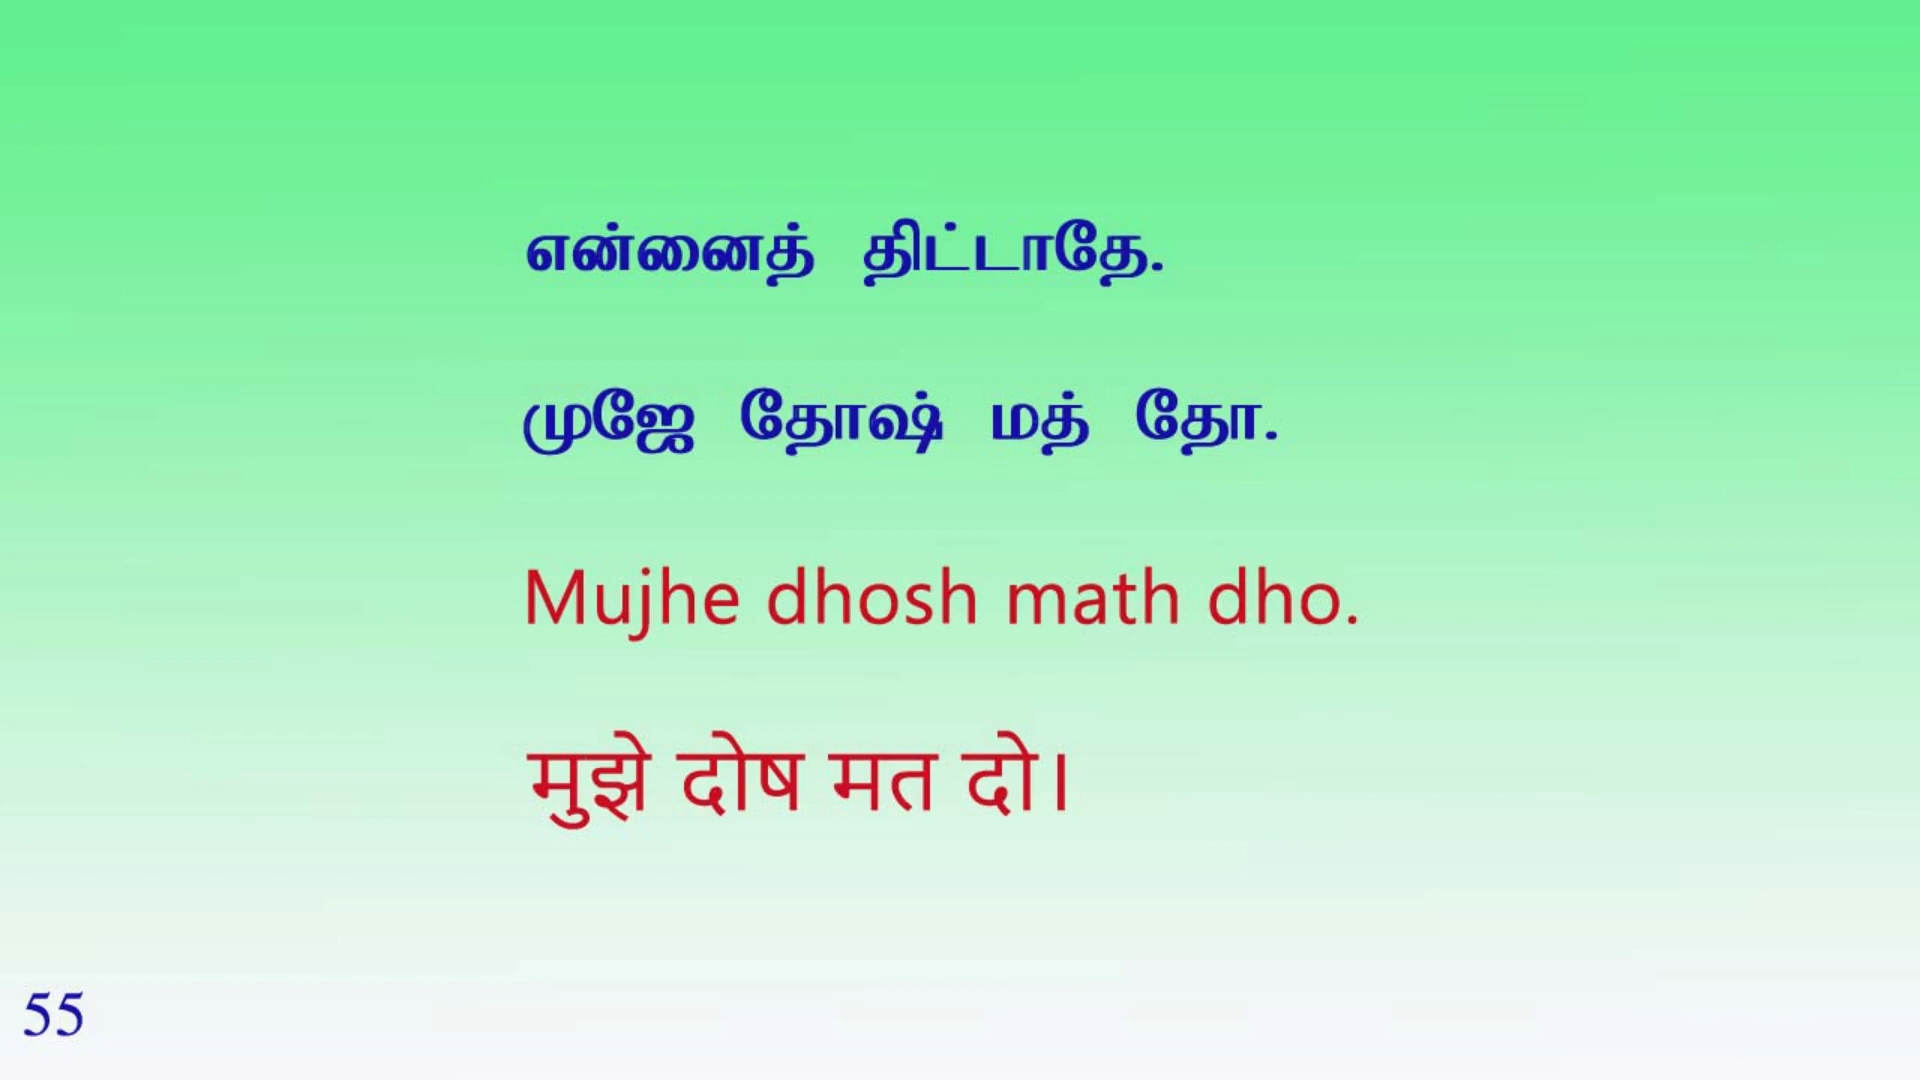 என்னைத் திட்டாதே.
முஜே தோஷ் மத் தோ.
Mujhe dhosh math dho.
मुझे दोष मत दो।
55